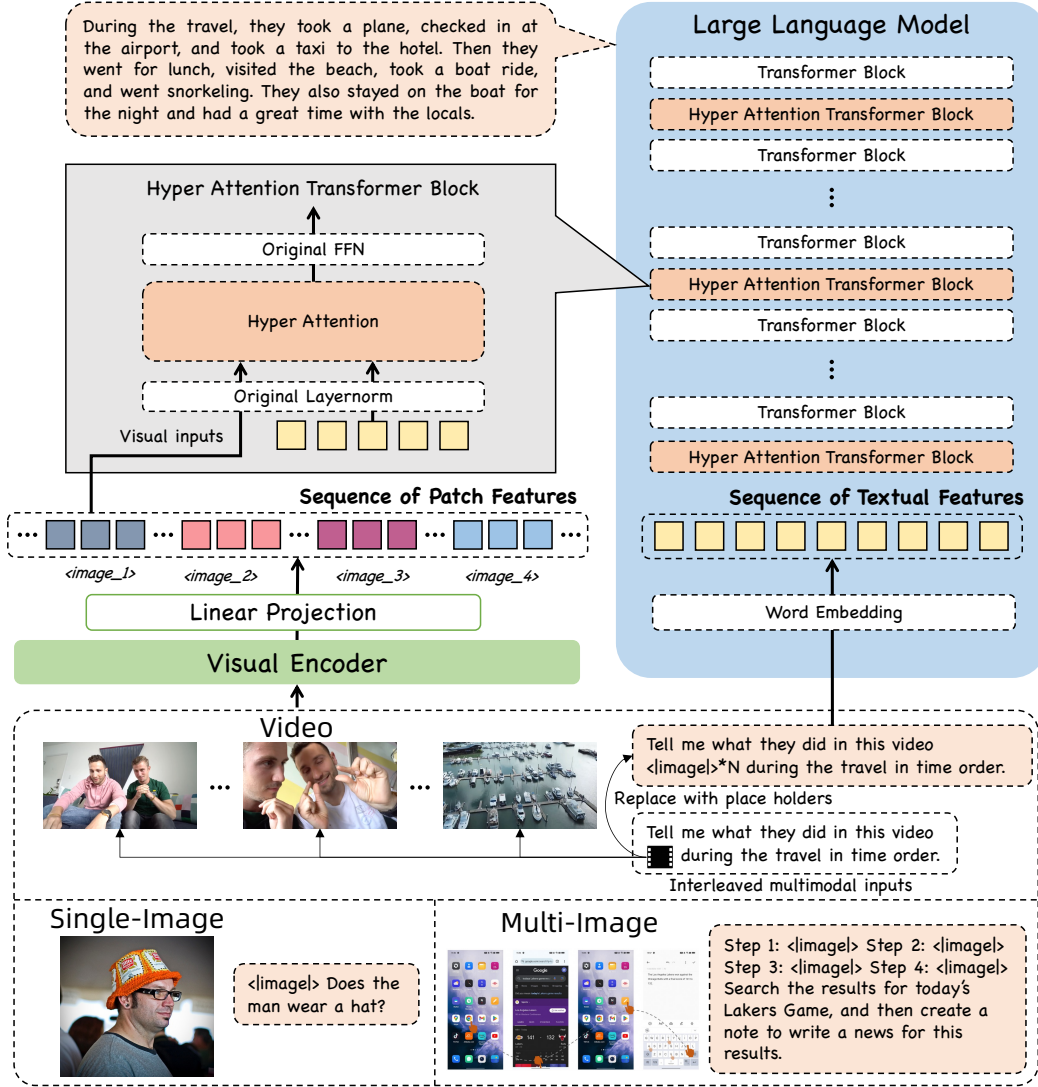 During the travel, they took a plane, checked in at
the airport, and took a taxi to the hotel. Then they
went for lunch, visited the beach, took a boat ride,
and went snorkeling. They also stayed on the boat for
the night and had a great time with the locals.
Large Language Model
Transformer Block
Hyper Attention Transformer Block
Transformer Block
Transformer Block
Hyper Attention Transformer Block
Transformer Block
Transformer Block
Hyper Attention Transformer Block
Hyper Attention Transformer Block
Original FFN
Hyper Attention
Original Layernorm
Visual inputs
Sequence of Patch Features
<image_1>
<image_2>
<image_3>
<image_4>
Linear Projection
Visual Encoder
Sequence of Textual Features
Word Embedding
Video
Tell me what they did in this video
<|image|>*N during the travel in time order.
Replace with place holders
Tell me what they did in this video
during the travel in time order.
Interleaved multimodal inputs
Single-Image
<|image|> Does the
man wear a hat?
Multi-Image
Google
141 - 132
Step 1: <|image|> Step 2: <|image|>
Step 3: <|image|> Step 4: <|image|>
Search the results for today's
Lakers Game, and then create a
note to write a news for this
results.